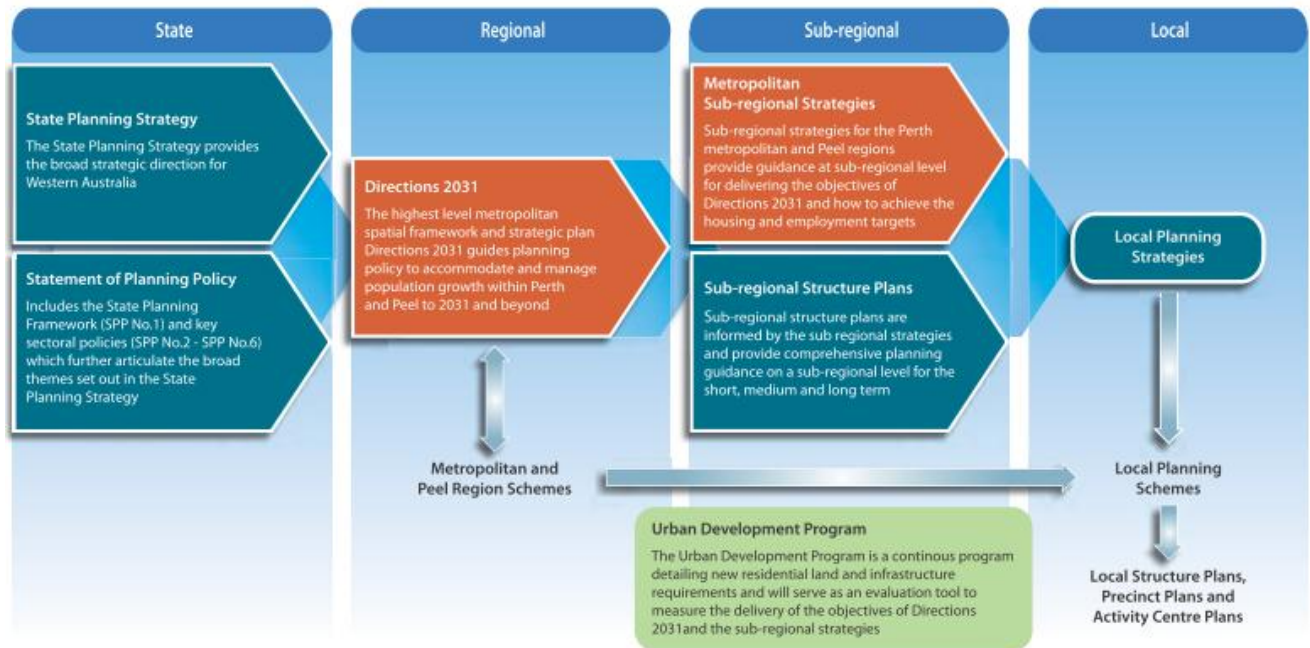 State
Regional
Sub-regional
Local
State Planning Strategy
The State Planning Strategy provides
the broad strategic direction for
Western Australia
Statement of Planning Policy
Includes the State Planning
Framework (SPP No.1) and key
sectoral policies (SPP No.2 - SPP No.6)
which further articulate the broad
themes set out in the State
Planning Strategy
Directions 2031
The highest level metropolitan
spatial framework and strategic plan
Directions 2031 guides planning
policy to accommodate and manage
population growth within Perth
and Peel to 2031 and beyond
Metropolitan and
Peel Region Schemes
Metropolitan
Sub-regional Strategies
Sub-regional strategies for the Perth
metropolitan and Peel regions
provide guidance at sub-regional level
for delivering the objectives of
Directions 2031 and how to achieve the
housing and employment targets
Sub-regional Structure Plans
Sub-regional structure plans are
informed by the sub regional strategies
and provide comprehensive planning
guidance on a sub-regional level for the
short, medium and long term
Urban Development Program
The Urban Development Program is a continous program
detailing new residential land and infrastructure
requirements and will serve as an evaluation tool to
measure the delivery of the objectives of Directions
2031and the sub-regional strategies
Local Planning
Strategies
Local Planning
Schemes
Local Structure Plans,
Precinct Plans and
Activity Centre Plans